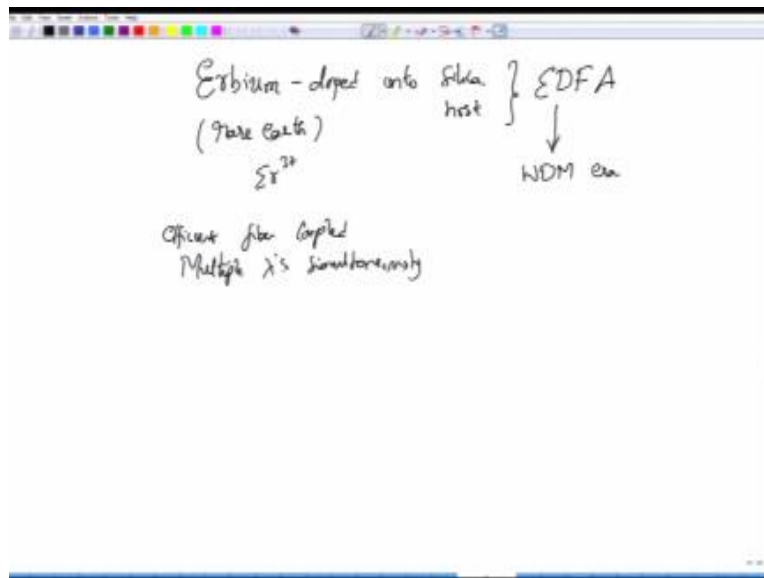 Erbium - doped onto Silica host } EDFA
(rare earth)
Er³⁺
WDM era
Efficient fiber coupled
Multiple λ's simultaneously